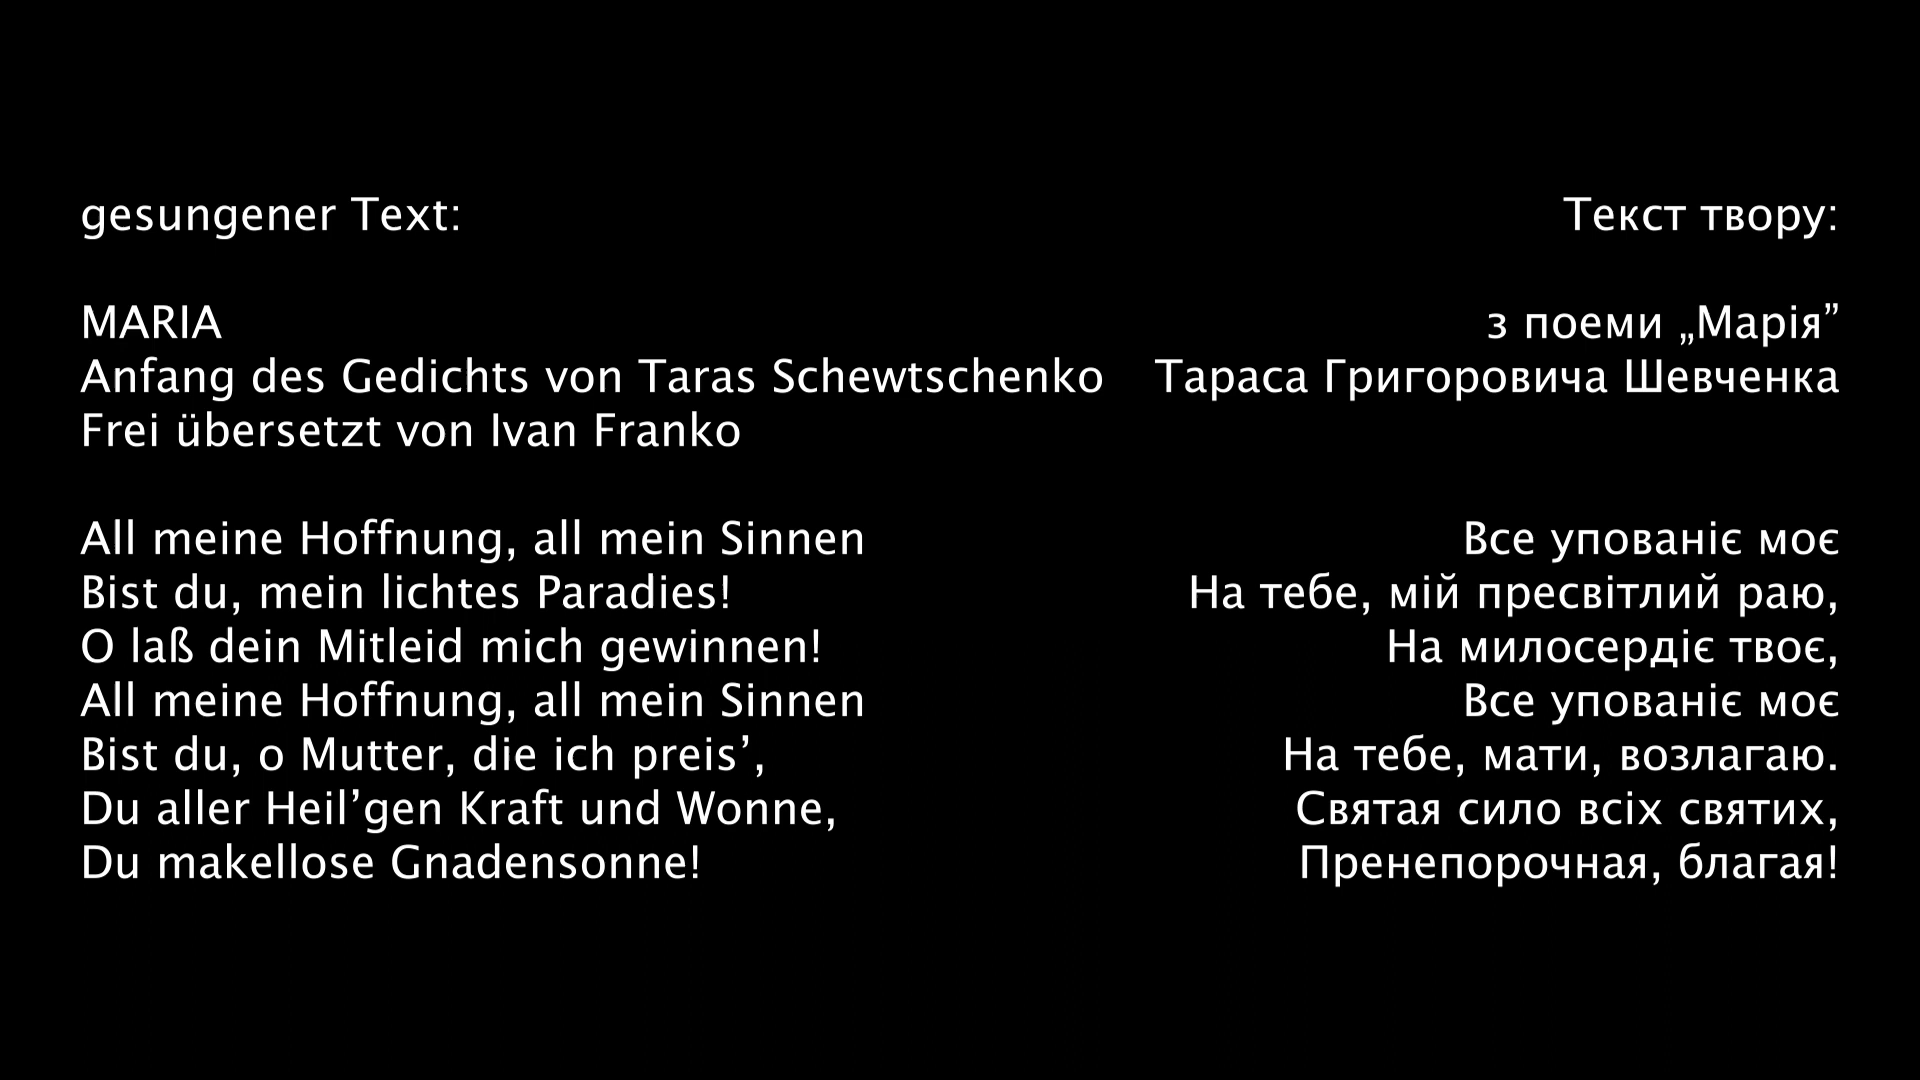 gesungener Text:
MARIA
Anfang des Gedichts von Taras Schewtschenko
Frei übersetzt von Ivan Franko
All meine Hoffnung, all mein Sinnen
Bist du, mein lichtes Paradies!
O laß dein Mitleid mich gewinnen!
All meine Hoffnung, all mein Sinnen
Bist du, o Mutter, die ich preis’,
Du aller Heil’gen Kraft und Wonne,
Du makellose Gnadensonne!
Текст твору:
з поеми „Марія”
Тараса Григоровича Шевченка
Все упованіє моє
На тебе, мій пресвітлий раю,
На милосердіє твоє,
Все упованіє моє
На тебе, мати, возлагаю.
Святая сило всіх святих,
Пренепорочная, благая!